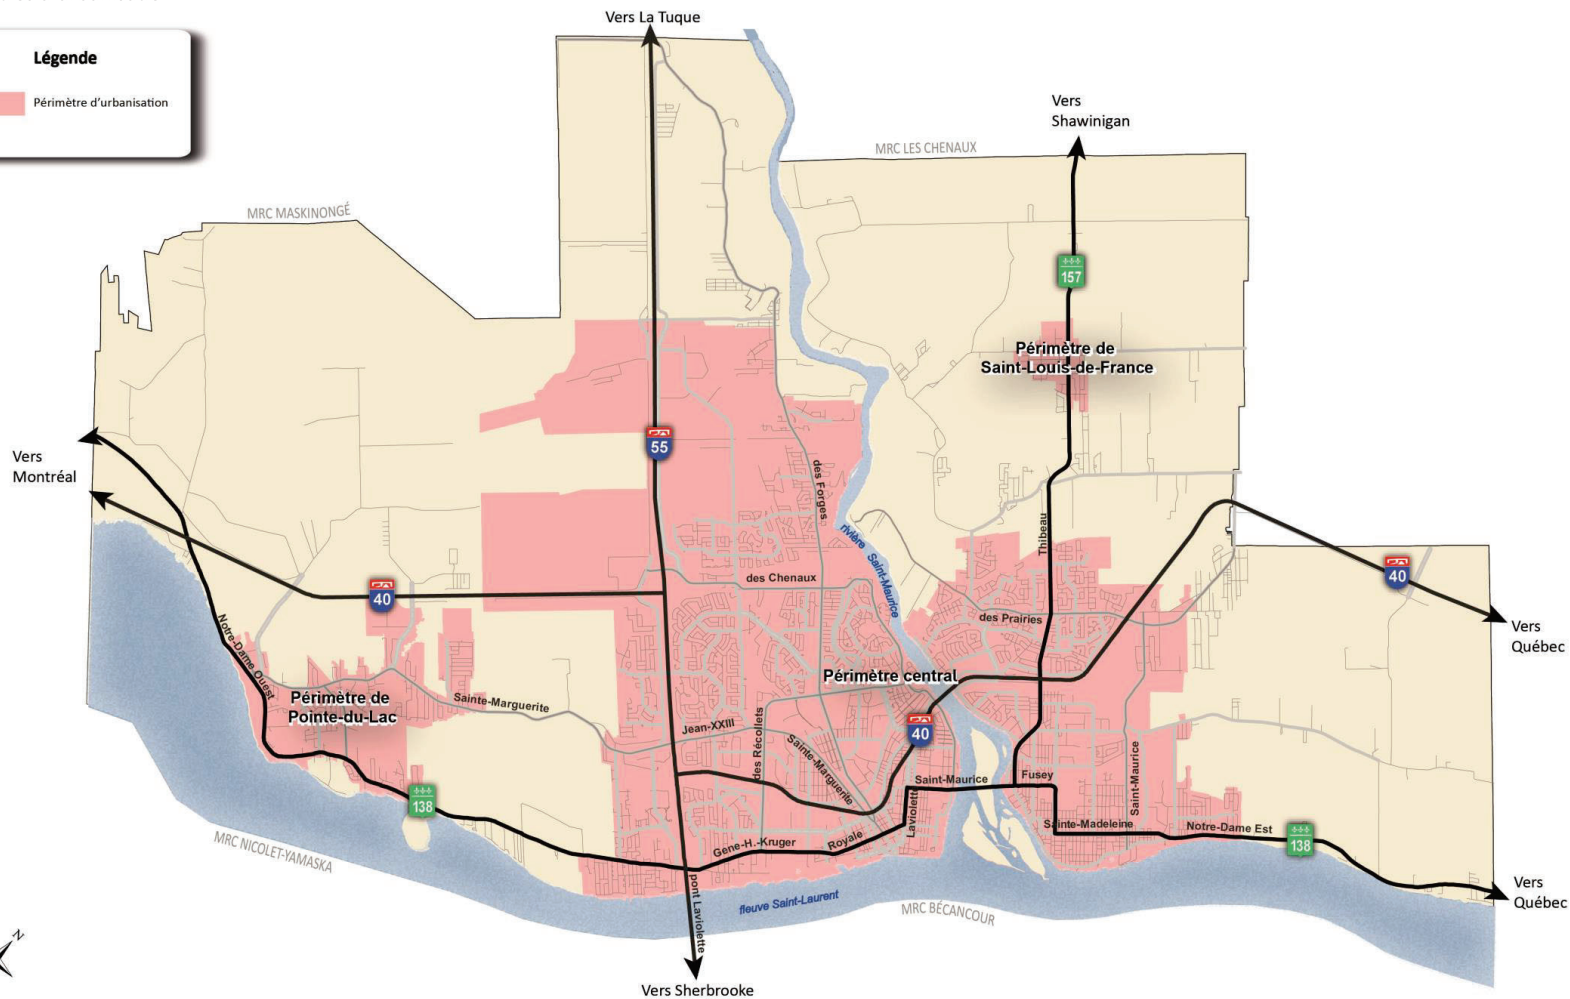 Vers La Tuque
Légende
Périmètre d'urbanisation
Vers
Shawinigan
MRC LES CHENAUX
MRC MASKINONGÉ
157
Périmètre de
Saint-Louis-de-France
55
Vers
Montréal
des Forges
Thibeau
rivière Saint-Maurice
des Chenaux
40
40
des Prairies
Vers
Québec
Notre-Dame Ouest
Périmètre de
Pointe-du-Lac
Sainte-Marguerite
Périmètre central
Jean-XXIII
des Récollets
Sainte-Marguerite
40
Saint-Maurice
Fusey
Saint-Maurice
Laviolette
138
Sainte-Madeleine
Notre-Dame Est
138
Gene-H.-Kruger
Royale
MRC NICOLET-YAMASKA
pont Laviolette
fleuve Saint-Laurent
MRC BÉCANCOUR
Vers
Québec
N
Vers Sherbrooke